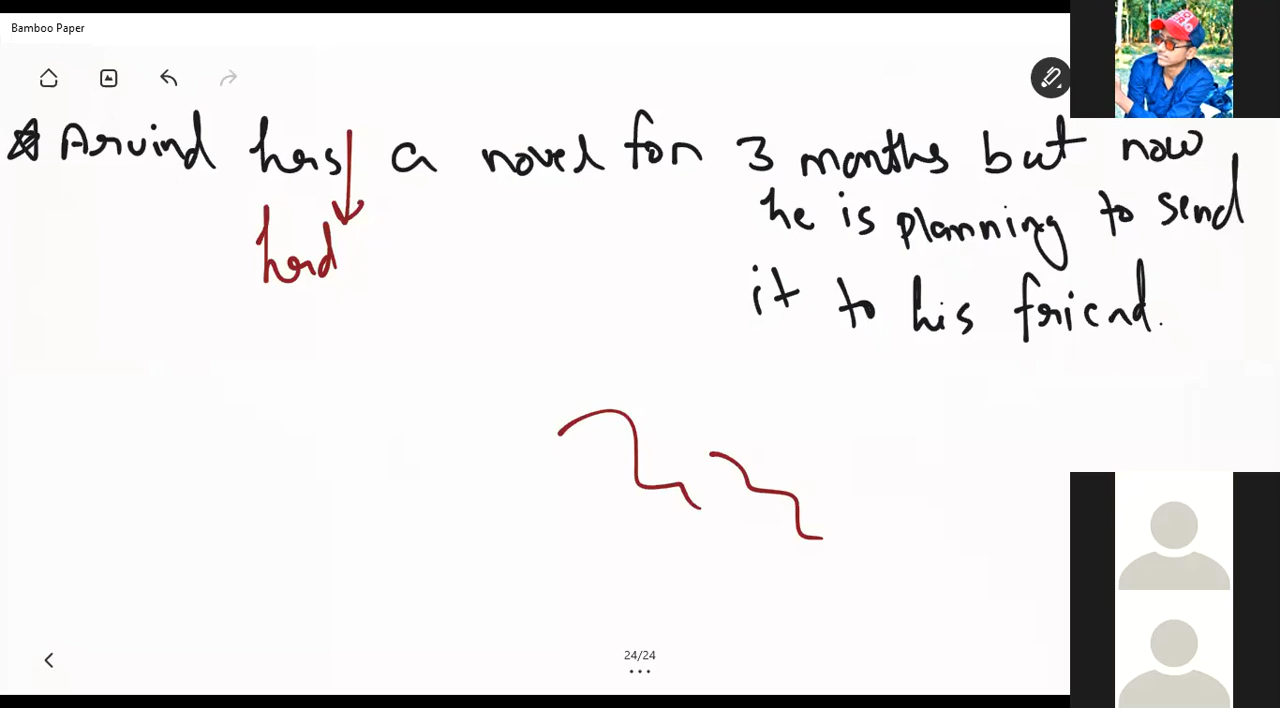 Bamboo Paper
Arvind has a novel for 3 months but now
had
he is planning to send
it to his friend.
24/24